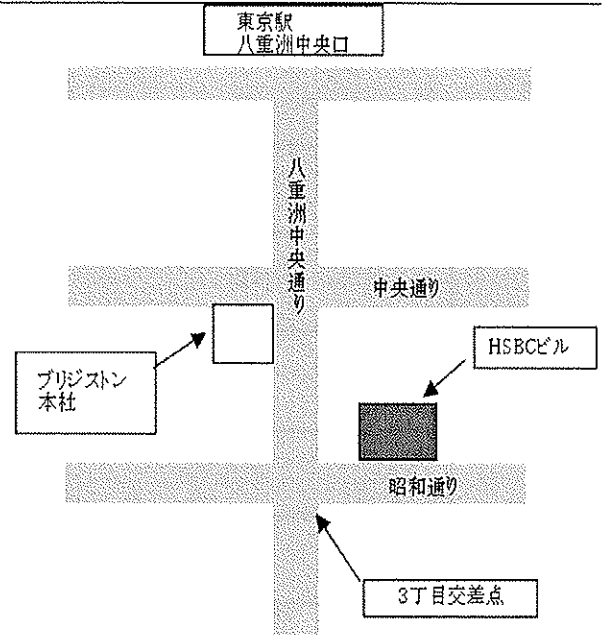 東京駅
八重洲中央口
八重洲中央通り
中央通り
HSBCビル
ブリジストン
本社
昭和通り
3丁目交差点